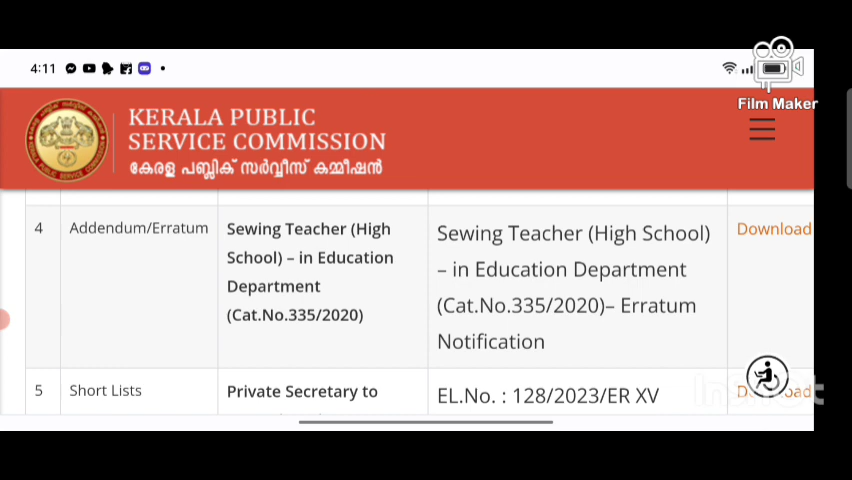 4:11
Film Maker
KERALA PUBLIC
SERVICE COMMISSION
കേരള പബ്ലിക് സർവ്വീസ് കമ്മീഷൻ
4 Addendum/Erratum Sewing Teacher (High Sewing Teacher (High School) Download
School) – in Education – in Education Department
Department (Cat.No.335/2020)– Erratum
(Cat.No.335/2020) Notification
5 Short Lists Private Secretary to EL.No. : 128/2023/ER XV Download